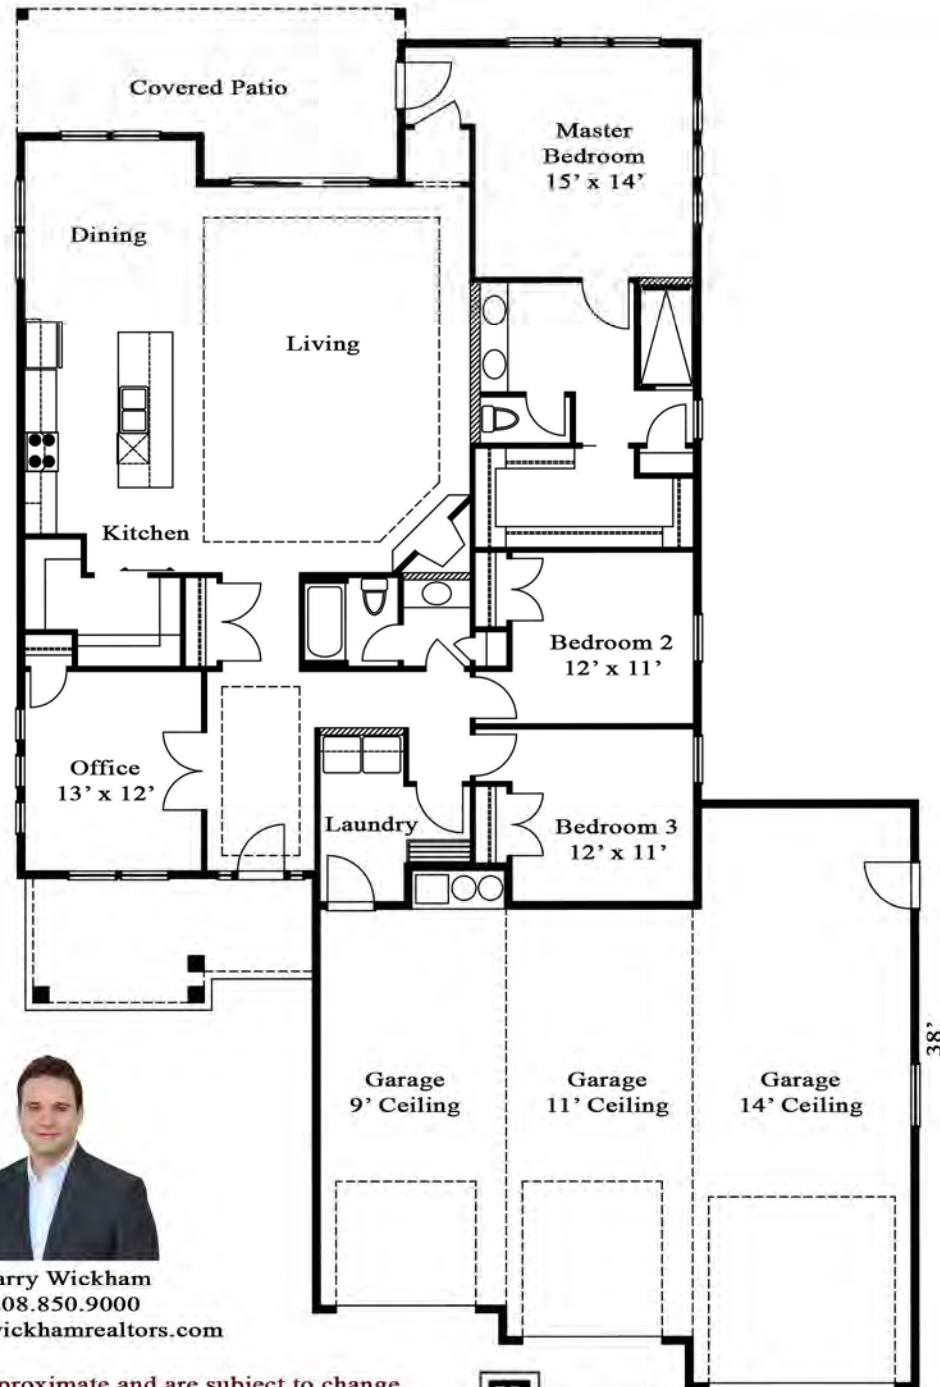 Covered Patio
Master
Bedroom
15' x 14'
Dining
Living
Kitchen
Bedroom 2
12' x 11'
Office
13' x 12'
Laundry
Bedroom 3
12' x 11'
38'
Garage
9' Ceiling
Garage
11' Ceiling
Garage
14' Ceiling
arry Wickham
08.850.9000
wickhamrealtors.com
proximate and are subject to change